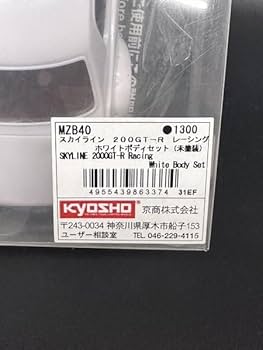 MZB40 ●1300
スカイライン 200GT-R レーシング
ホワイトボディセット (未塗装)
SKYLINE 2000GT-R Racing
White Body Set
4955439863374 31EF
KYOSHO 京商株式会社
〒243-0034 神奈川県厚木市船子153
ユーザー相談室 TEL 046-229-4115